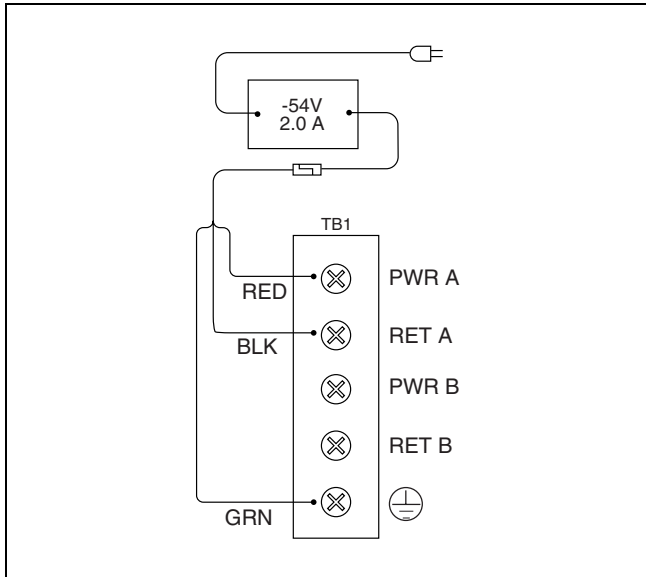 -54V
2.0 A
TB1
RED
PWR A
BLK
RET A
PWR B
RET B
GRN